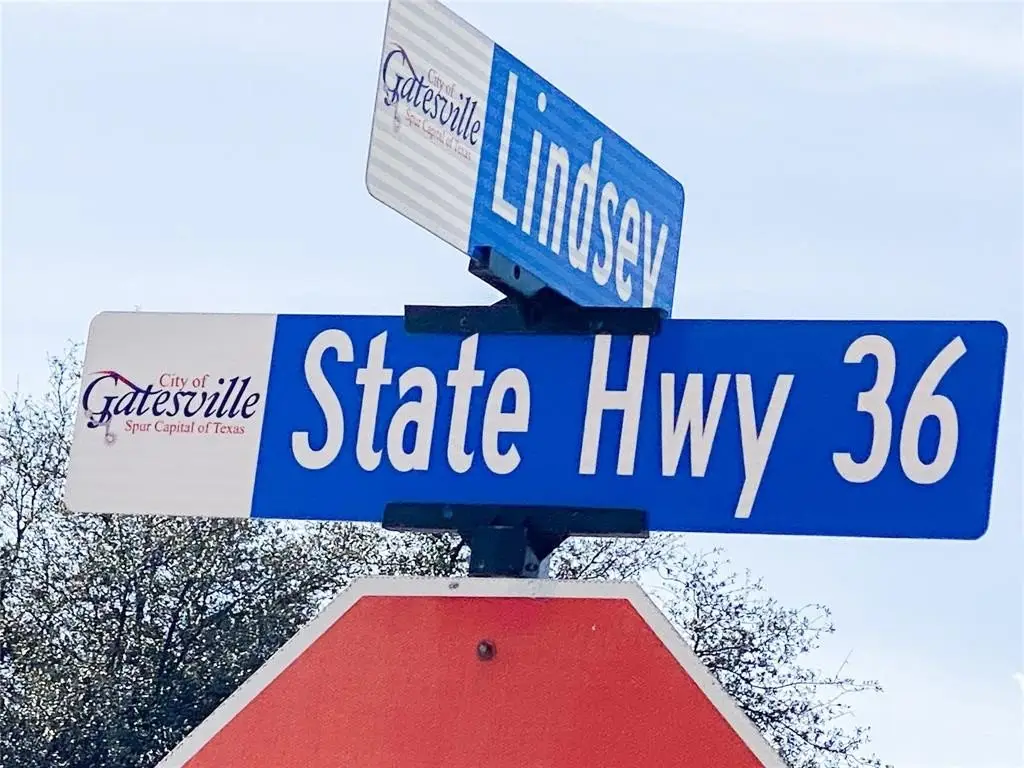 City of
Gatesville
Spur Capital of Texas
Lindsey
City of
Gatesville
Spur Capital of Texas
State Hwy 36